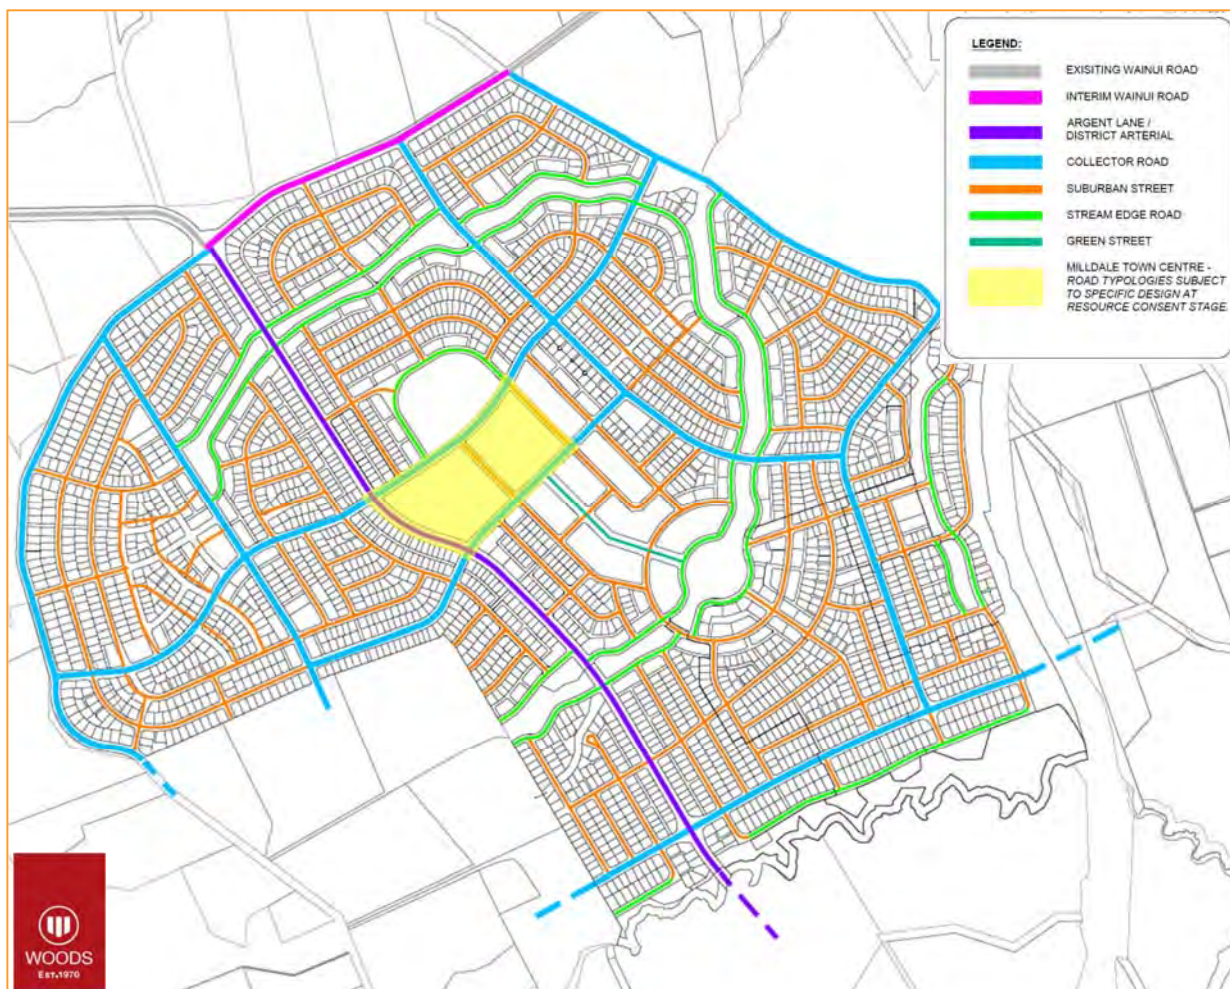 LEGEND:
EXISITING WAINUI ROAD
INTERIM WAINUI ROAD
ARGENT LANE /
DISTRICT ARTERIAL
COLLECTOR ROAD
SUBURBAN STREET
STREAM EDGE ROAD
GREEN STREET
MILLDALE TOWN CENTRE -
ROAD TYPOLOGIES SUBJECT
TO SPECIFIC DESIGN AT
RESOURCE CONSENT STAGE.
WOODS
EST.1970